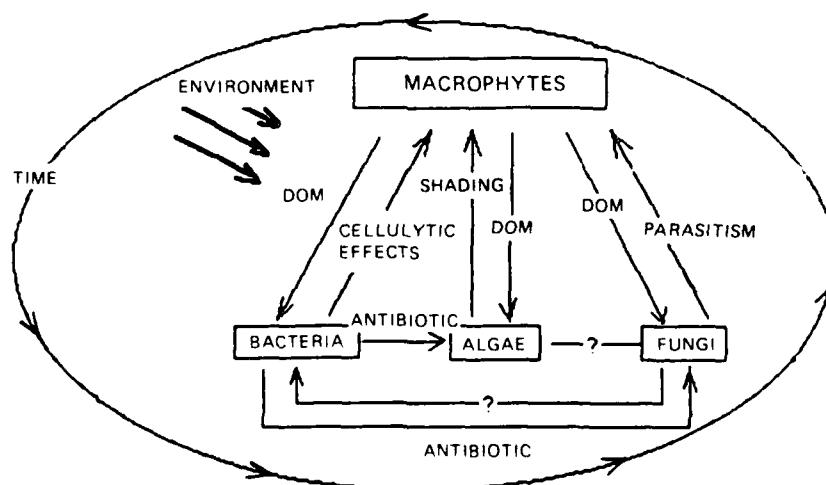 ENVIRONMENT
MACROPHYTES
TIME
DOM
CELLULYTIC
EFFECTS
SHADING
DOM
DOM
PARASITISM
ANTIBIOTIC
BACTERIA
ALGAE
?
FUNGI
?
ANTIBIOTIC